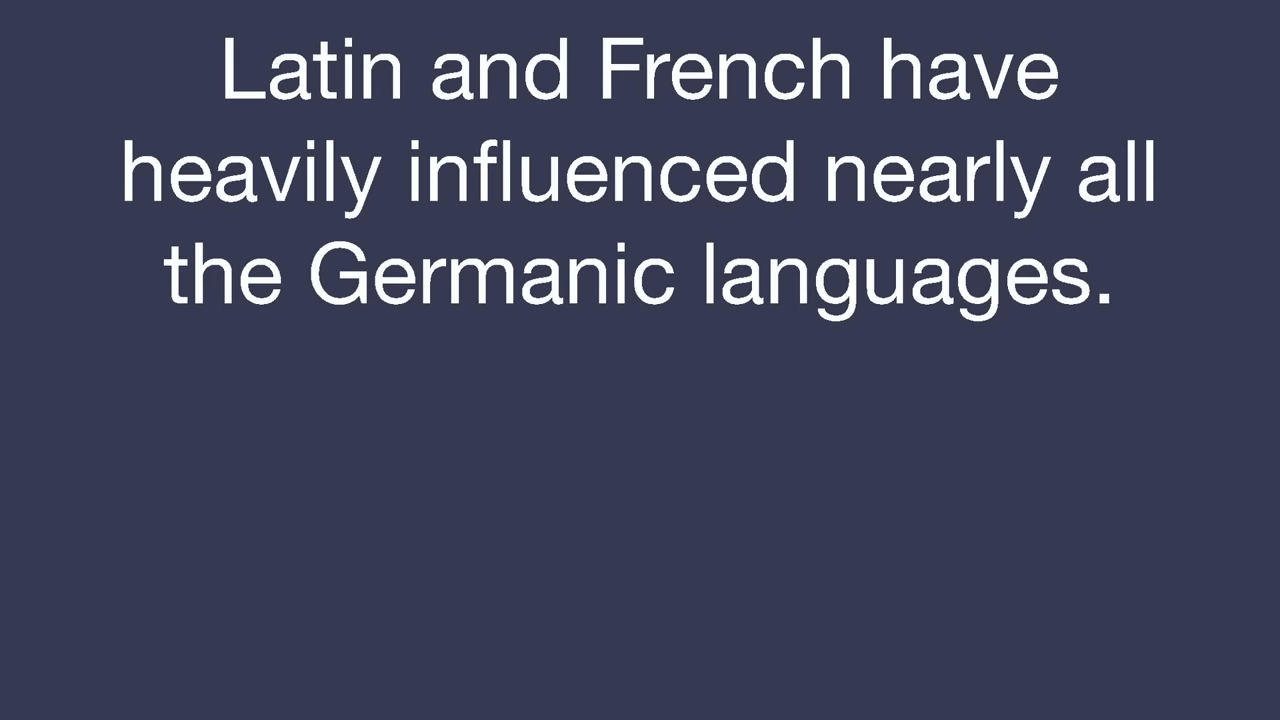 Latin and French have
heavily influenced nearly all
the Germanic languages.